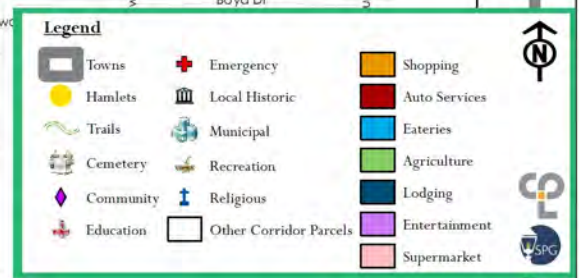 Boyd Dr
Legend
N
Towns
Hamlets
Trails
Cemetery
Community
Education
Emergency
Local Historic
Municipal
Recreation
Religious
Other Corridor Parcels
Shopping
Auto Services
Eateries
Agriculture
Lodging
Entertainment
Supermarket
SPG